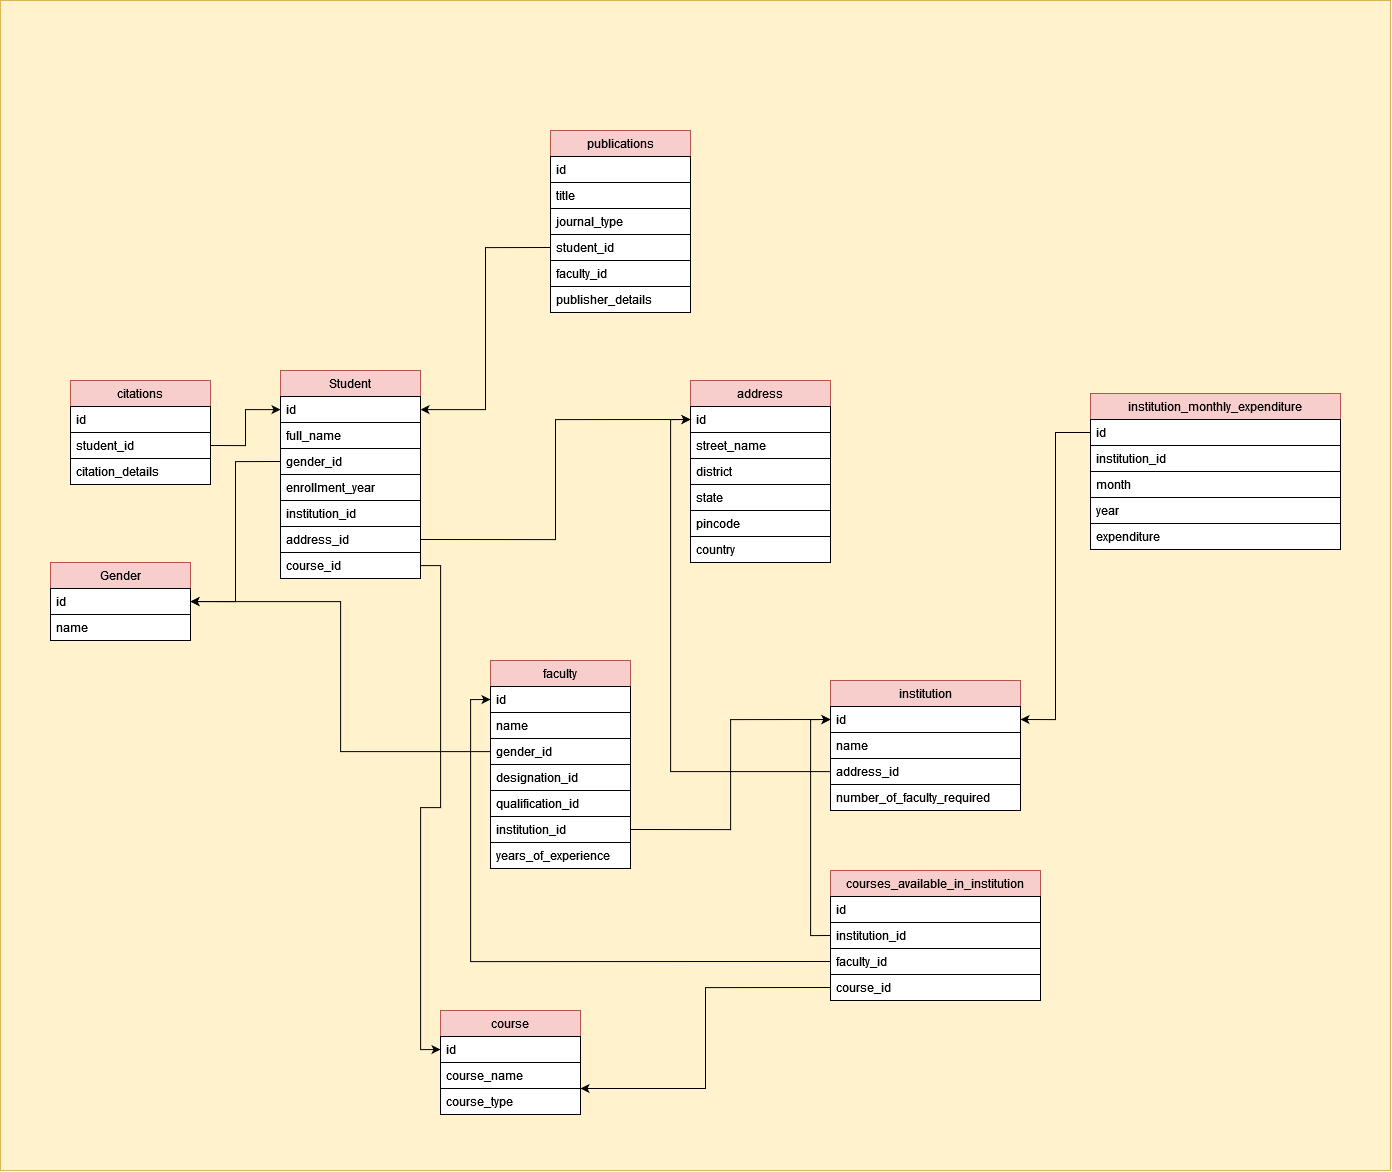 publications
id
title
journal_type
student_id
faculty_id
publisher_details
citations
id
student_id
citation_details
Student
id
full_name
gender_id
enrollment_year
institution_id
address_id
course_id
address
id
street_name
district
state
pincode
country
institution_monthly_expenditure
id
institution_id
month
year
expenditure
Gender
id
name
faculty
id
name
gender_id
designation_id
qualification_id
institution_id
years_of_experience
institution
id
name
address_id
number_of_faculty_required
courses_available_in_institution
id
institution_id
faculty_id
course_id
course
id
course_name
course_type